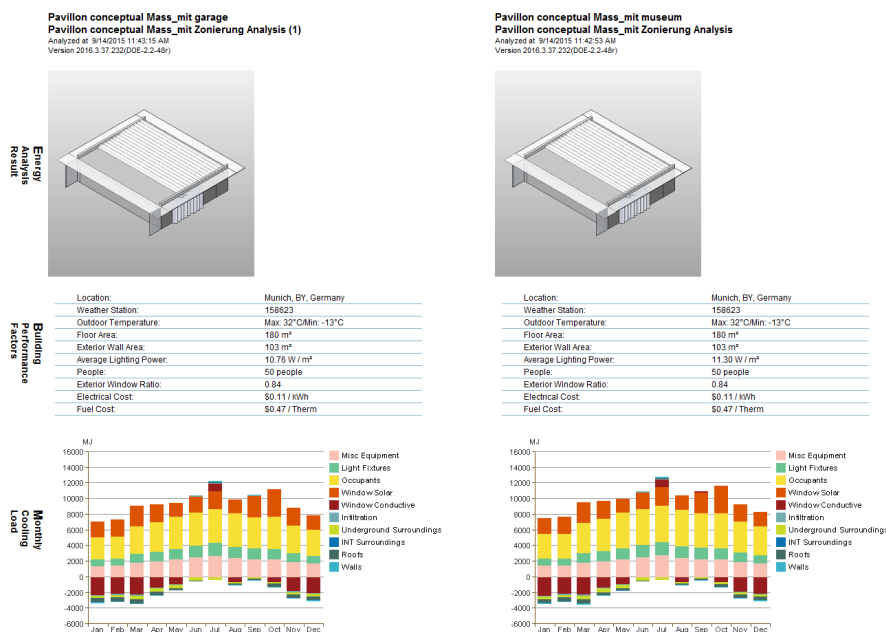 Pavillon conceptual Mass_mit garage
Pavillon conceptual Mass_mit Zonierung Analysis (1)
Analyzed at 9/14/2015 11:43:15 AM
Version 2016.3.37.232(DOE-2.2-48r)
Energy
Analysis
Result
Building
Performance
Factors
Location: Munich, BY, Germany
Weather Station: 158623
Outdoor Temperature: Max: 32°C/Min: -13°C
Floor Area: 180 m²
Exterior Wall Area: 103 m²
Average Lighting Power: 10.76 W / m²
People: 50 people
Exterior Window Ratio: 0.84
Electrical Cost: $0.11 / kWh
Fuel Cost: $0.47 / Therm
Monthly
Cooling
Load
MJ
16000
14000
12000
10000
8000
6000
4000
2000
0
-2000
-4000
-6000
Jan Feb Mar Apr May Jun Jul Aug Sep Oct Nov Dec
Misc Equipment
Light Fixtures
Occupants
Window Solar
Window Conductive
Infiltration
Underground Surroundings
INT Surroundings
Roofs
Walls
Pavillon conceptual Mass_mit museum
Pavillon conceptual Mass_mit Zonierung Analysis
Analyzed at 9/14/2015 11:42:53 AM
Version 2016.3.37.232(DOE-2.2-48r)
Location: Munich, BY, Germany
Weather Station: 158623
Outdoor Temperature: Max: 32°C/Min: -13°C
Floor Area: 180 m²
Exterior Wall Area: 103 m²
Average Lighting Power: 11.30 W / m²
People: 50 people
Exterior Window Ratio: 0.84
Electrical Cost: $0.11 / kWh
Fuel Cost: $0.47 / Therm
MJ
16000
14000
12000
10000
8000
6000
4000
2000
0
-2000
-4000
-6000
Jan Feb Mar Apr May Jun Jul Aug Sep Oct Nov Dec
Misc Equipment
Light Fixtures
Occupants
Window Solar
Window Conductive
Infiltration
Underground Surroundings
INT Surroundings
Roofs
Walls